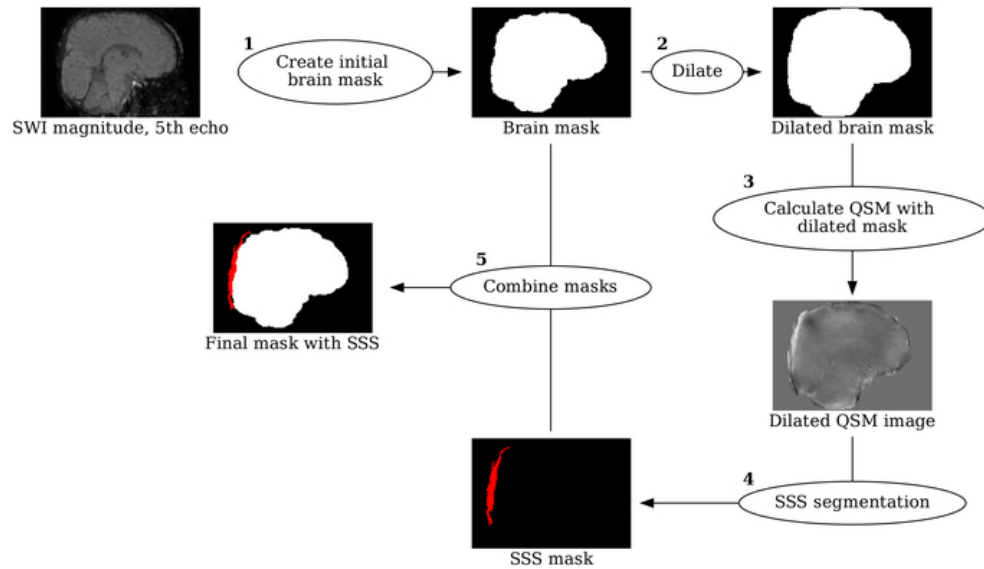 1
Create initial
brain mask
2
Dilate
SWI magnitude, 5th echo
Brain mask
Dilated brain mask
3
Calculate QSM with
dilated mask
5
Combine masks
Final mask with SSS
Dilated QSM image
4
SSS segmentation
SSS mask